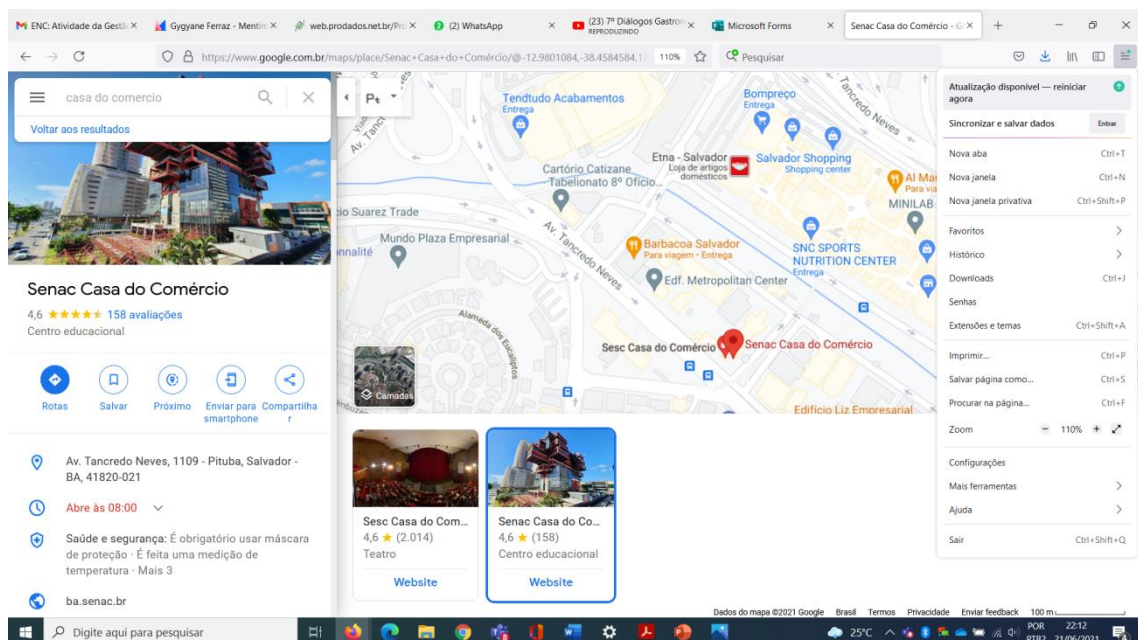 ENC: Atividade da Gestã
Gygyane Ferraz - Mentim
web.prodados.net.br/Pro
(2) WhatsApp
(23) 7º Diálogos Gastron
REPRODUZINDO
Microsoft Forms
Senac Casa do Comércio - G
https://www.google.com.br/maps/place/Senac+Casa+do+Comércio/@-12.9801084,-38.4584584,17
110%
Pesquisar
casa do comercio
Voltar aos resultados
Senac Casa do Comércio
4,6 ★★★★★ 158 avaliações
Centro educacional
Rotas
Salvar
Próximo
Enviar para smartphone
Compartilha
r
Av. Tancredo Neves, 1109 - Pituba, Salvador -
BA, 41820-021
Abre às 08:00
Saúde e segurança: É obrigatório usar máscara
de proteção · É feita uma medição de
temperatura · Mais 3
ba.senac.br
Tendtudo Acabamentos
Entrega
Bompreço
Entrega
Tancredo Neves
Av. Tanc
Etna - Salvador
Loja de artigos
domésticos
Salvador Shopping
Shopping center
Cartório Catizane
Tabelionato 8º Ofício...
Al Mar
Para via
MINILAB
io Suarez Trade
Mundo Plaza Empresarial
onnalité
Av. Tancredo Neves
Barbacoa Salvador
Para viagem • Entrega
SNC SPORTS
NUTRITION CENTER
Entrega
Edf. Metropolitan Center
Alameda dos Eucaliptos
Sesc Casa do Comércio
Senac Casa do Comércio
Camadas
Edifício Liz Empresarial
Sesc Casa do Com...
4,6 ★ (2.014)
Teatro
Website
Senac Casa do Co...
4,6 ★ (158)
Centro educacional
Website
Dados do mapa ©2021 Google Brasil Termos Privacidade Enviar feedback 100 m
Atualização disponível — reiniciar
agora
Sincronizar e salvar dados Entrar
Nova aba Ctrl+T
Nova janela Ctrl+N
Nova janela privativa Ctrl+Shift+P
Favoritos
Histórico
Downloads Ctrl+J
Senhas
Extensões e temas Ctrl+Shift+A
Imprimir... Ctrl+P
Salvar página como... Ctrl+S
Procurar na página... Ctrl+F
Zoom 110%
Configurações
Mais ferramentas
Ajuda
Sair Ctrl+Shift+Q
Digite aqui para pesquisar
25°C
POR
PTB2
22:12
21/06/2021